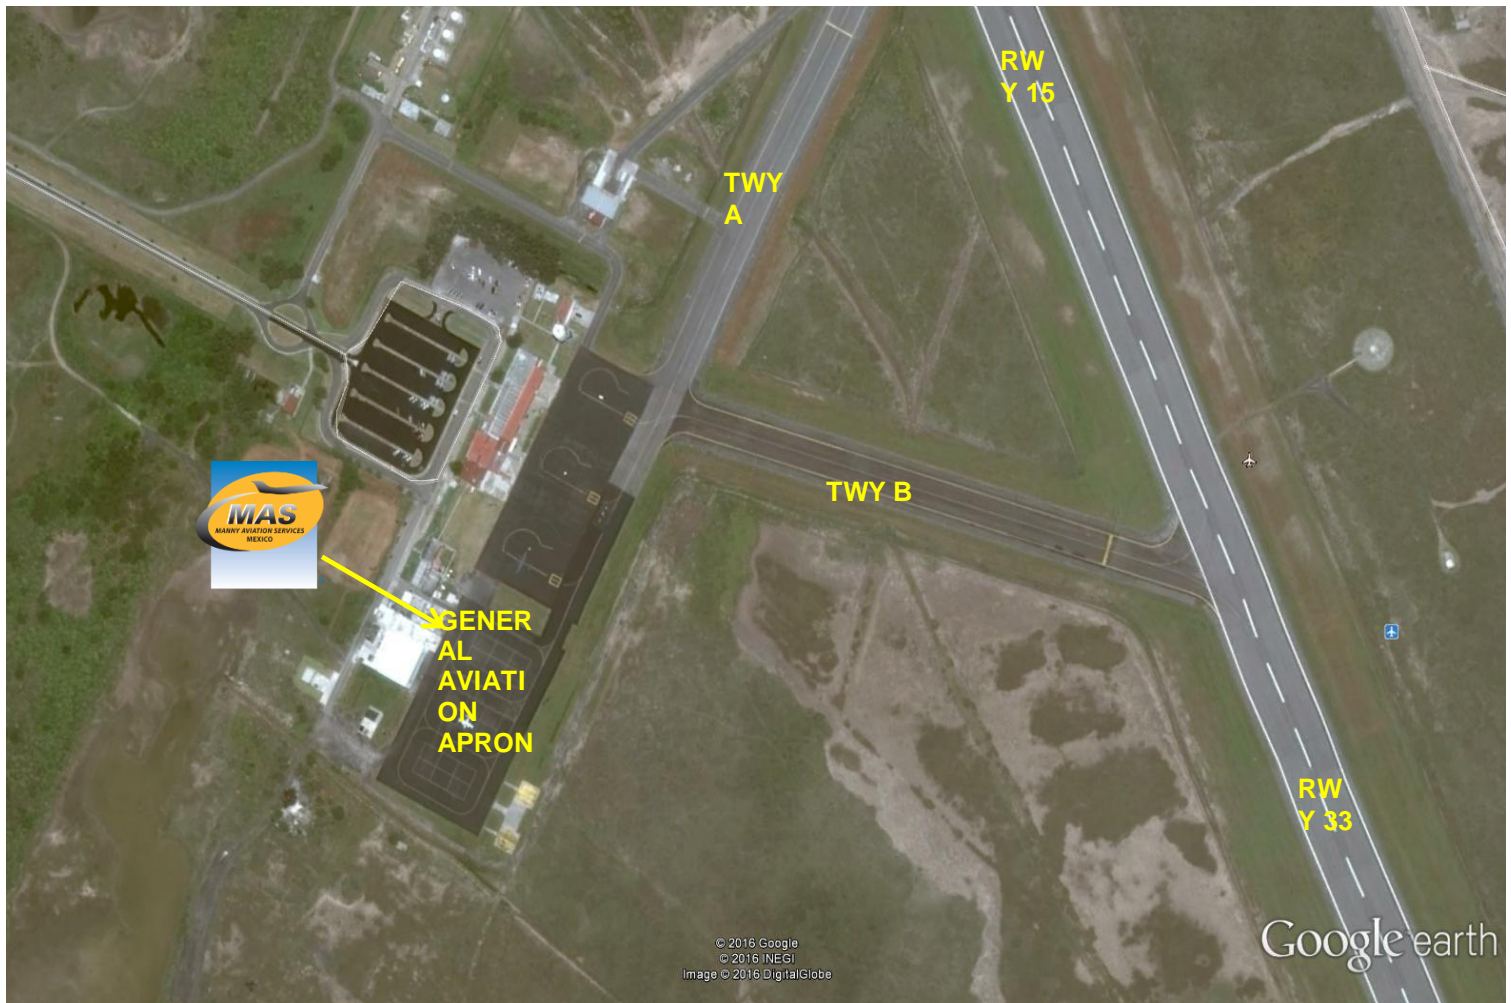 RW
Y 15
TWY
A
TWY B
MAS
MANNY AVIATION SERVICES
MEXICO
GENER
AL
AVIATI
ON
APRON
RW
Y 33
Google earth
© 2016 Google
© 2016 INEGI
Image © 2016 DigitalGlobe